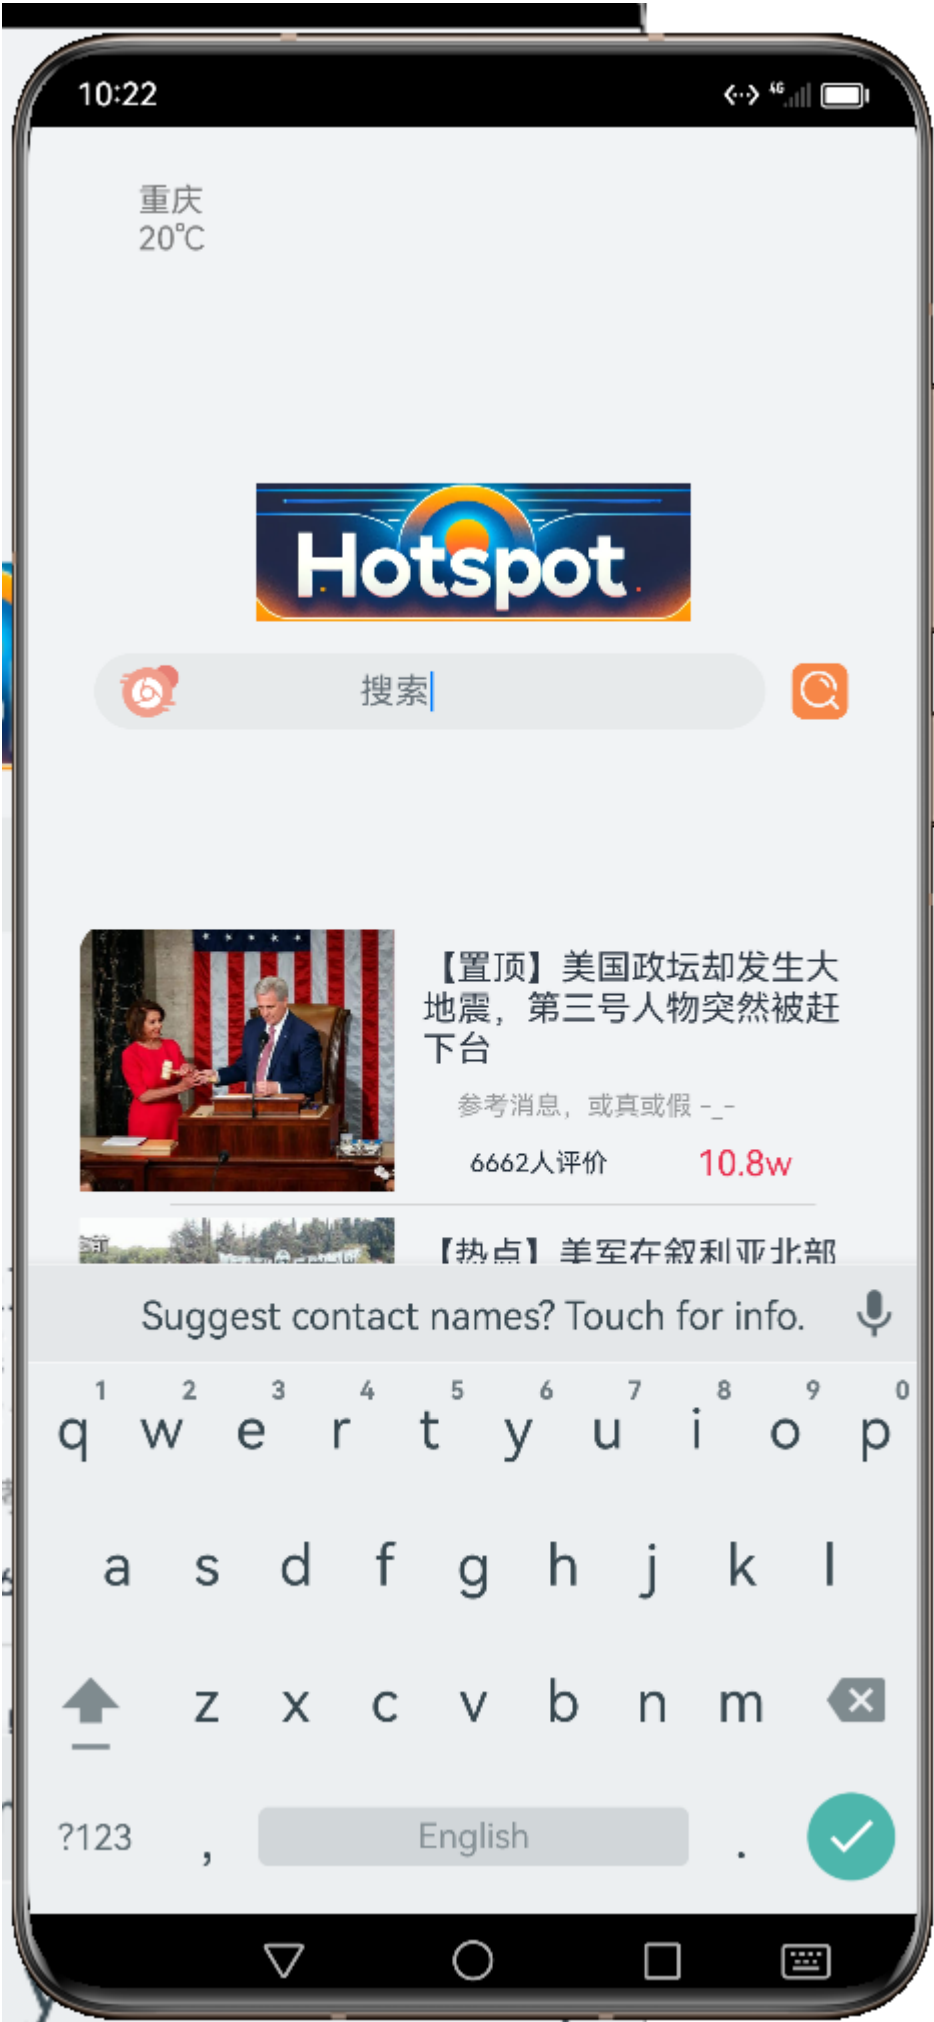 10:22
4G
重庆
20℃
Hotspot
搜索
【置顶】美国政坛却发生大
地震，第三号人物突然被赶
下台
参考消息，或真或假 -_-
6662人评价
10.8w
【热点】美军在叙利亚北部
Suggest contact names? Touch for info.
1 2 3 4 5 6 7 8 9 0
q w e r t y u i o p
a s d f g h j k l
z x c v b n m
?123 , English .